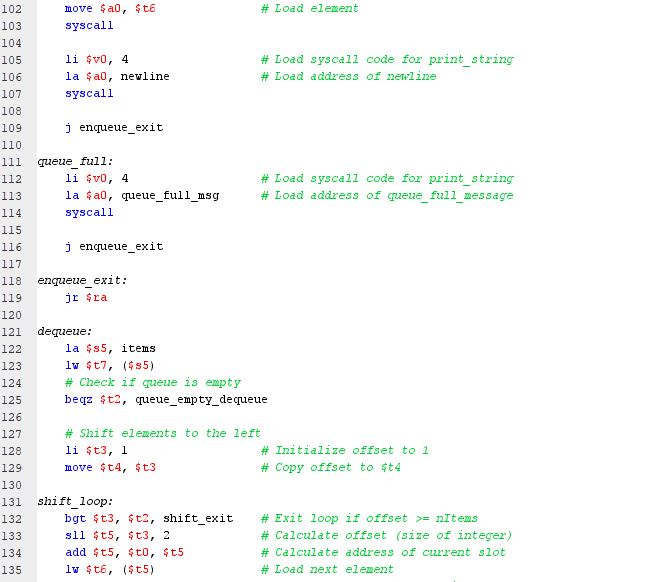 102 move $a0, $t6 # Load element
103 syscall
104
105 li $v0, 4 # Load syscall code for print_string
106 la $a0, newline # Load address of newline
107 syscall
108
109 j enqueue_exit
110
111 queue_full:
112 li $v0, 4 # Load syscall code for print_string
113 la $a0, queue_full_msg # Load address of queue_full_message
114 syscall
115
116 j enqueue_exit
117
118 enqueue_exit:
119 jr $ra
120
121 dequeue:
122 la $s5, items
123 lw $t7, ($s5)
124 # Check if queue is empty
125 beqz $t2, queue_empty_dequeue
126
127 # Shift elements to the left
128 li $t3, 1 # Initialize offset to 1
129 move $t4, $t3 # Copy offset to $t4
130
131 shift_loop:
132 bgt $t3, $t2, shift_exit # Exit loop if offset >= nItems
133 sll $t5, $t3, 2 # Calculate offset (size of integer)
134 add $t5, $t0, $t5 # Calculate address of current slot
135 lw $t6, ($t5) # Load next element